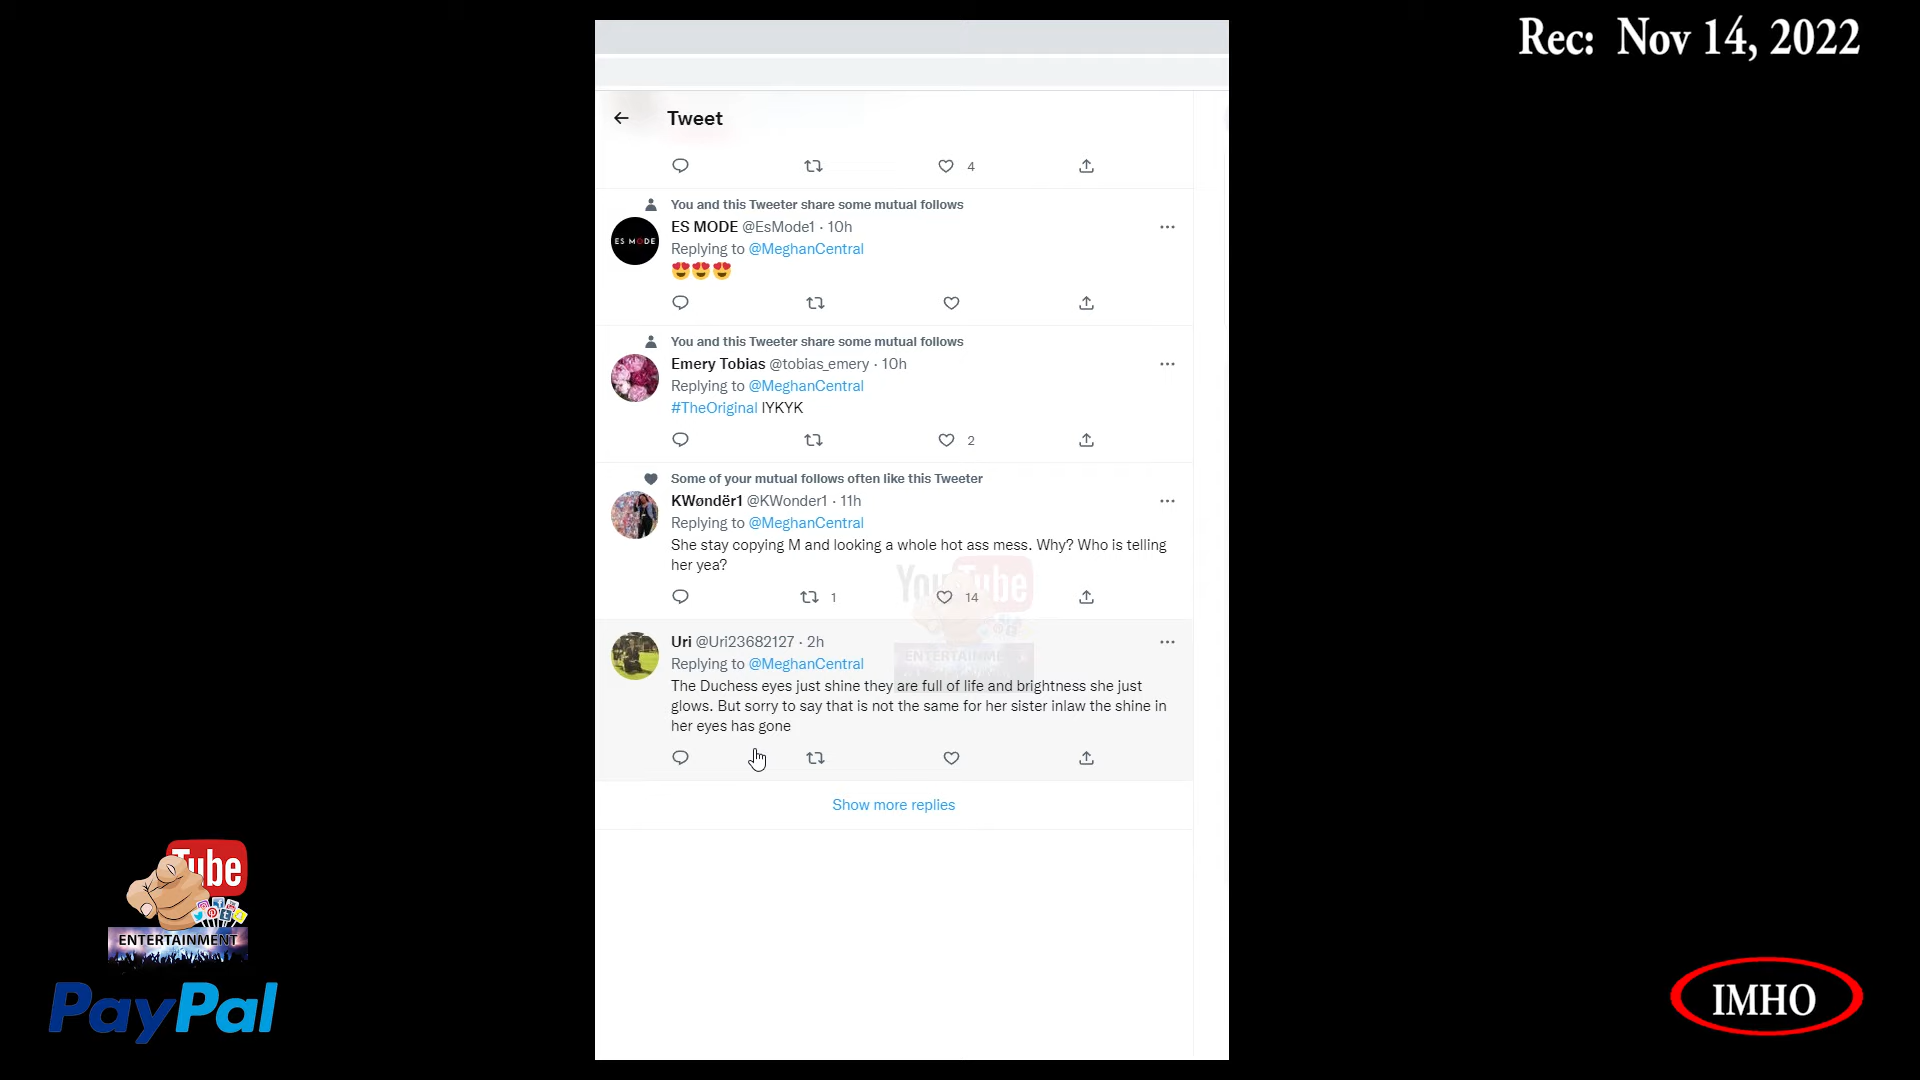 Rec: Nov 14, 2022
Tweet
4
You and this Tweeter share some mutual follows
ES MODE @EsMode1 · 10h
ES MODE
Replying to @MeghanCentral
😍😍😍
You and this Tweeter share some mutual follows
Emery Tobias @tobias_emery · 10h
Replying to @MeghanCentral
#TheOriginal IYKYK
2
Some of your mutual follows often like this Tweeter
KWøndër1 @KWonder1 · 11h
Replying to @MeghanCentral
She stay copying M and looking a whole hot ass mess. Why? Who is telling
her yea?
YouTube
1
14
ENTERTAINME
Uri @Uri23682127 · 2h
Replying to @MeghanCentral
The Duchess eyes just shine they are full of life and brightness she just
glows. But sorry to say that is not the same for her sister inlaw the shine in
her eyes has gone
Show more replies
Tube
ENTERTAINMENT
PayPal
IMHO